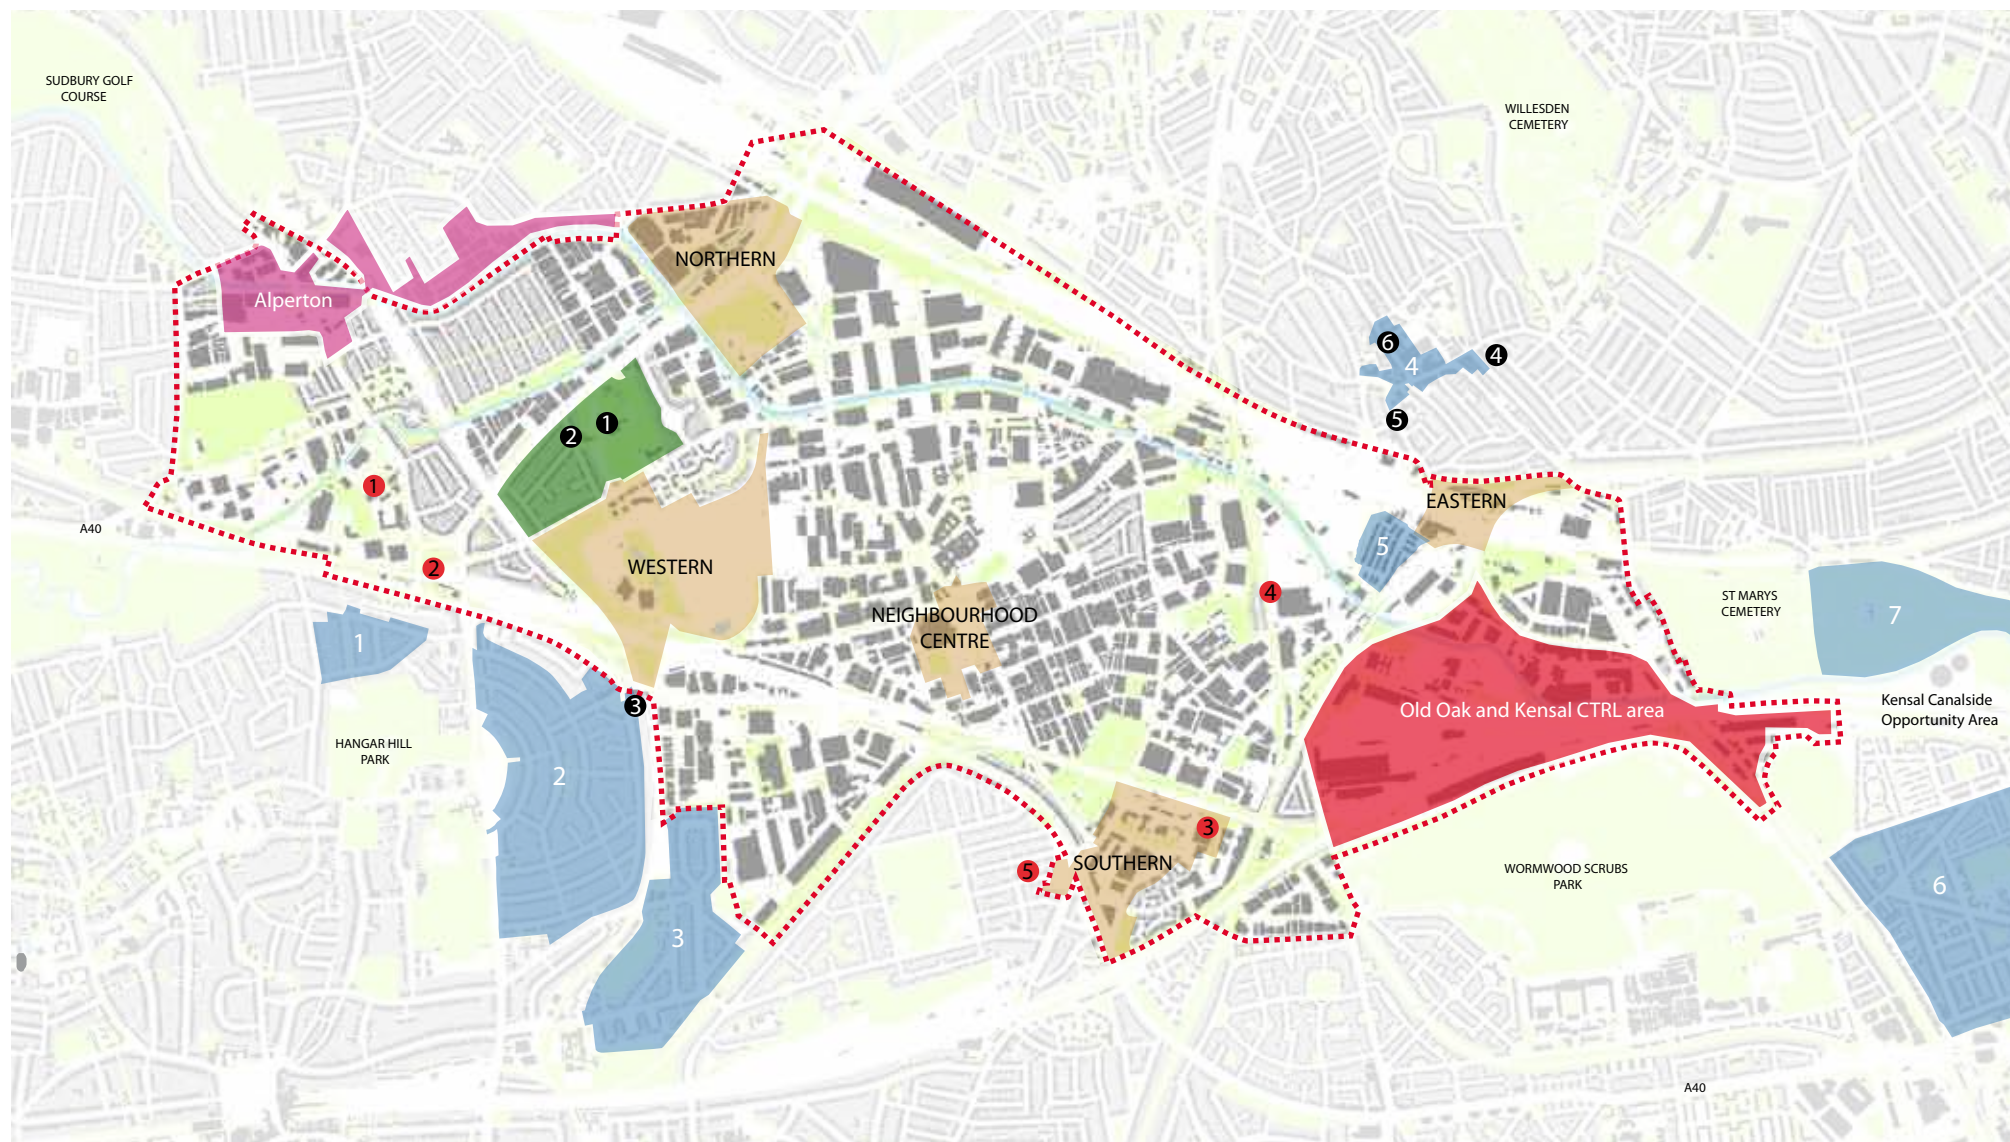 SUDBURY GOLF
COURSE
WILLESDEN
CEMETERY
NORTHERN
Alperton
6
4
4
5
1
2
1
EASTERN
A40
5
WESTERN
2
4
ST MARYS
CEMETERY
7
NEIGHBOURHOOD
CENTRE
1
3
Kensal Canalside
Opportunity Area
Old Oak and Kensal CTRL area
HANGAR HILL
PARK
2
3
SOUTHERN
5
WORMWOOD SCRUBS
PARK
6
3
A40